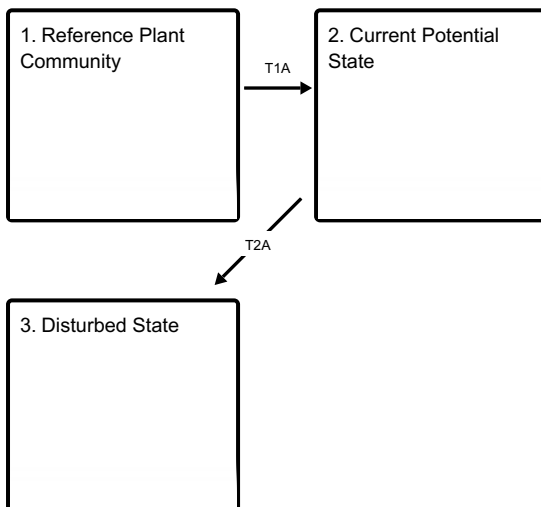 1. Reference Plant
Community
T1A
2. Current Potential
State
T2A
3. Disturbed State